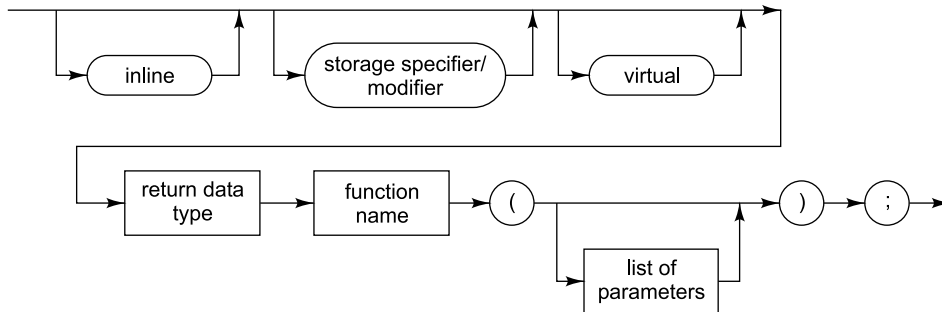 inline
storage specifier/
modifier
virtual
return data
type
function
name
(
)
;
list of
parameters